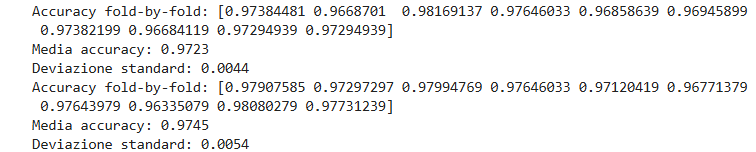 Accuracy fold-by-fold: [0.97384481 0.9668701  0.98169137 0.97646033 0.96858639 0.96945899
 0.97382199 0.96684119 0.97294939 0.97294939]
Media accuracy: 0.9723
Deviazione standard: 0.0044
Accuracy fold-by-fold: [0.97907585 0.97297297 0.97994769 0.97646033 0.97120419 0.96771379
 0.97643979 0.96335079 0.98080279 0.97731239]
Media accuracy: 0.9745
Deviazione standard: 0.0054